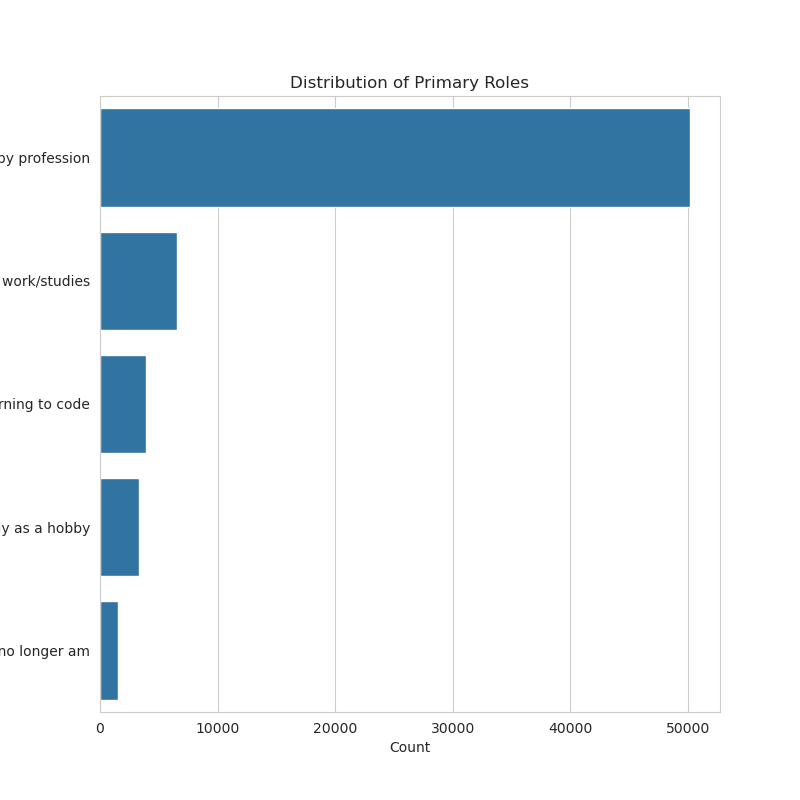 Distribution of Primary Roles
by profession
work/studies
to code
as a hobby
no longer am
0 10000 20000 30000 40000 50000
Count